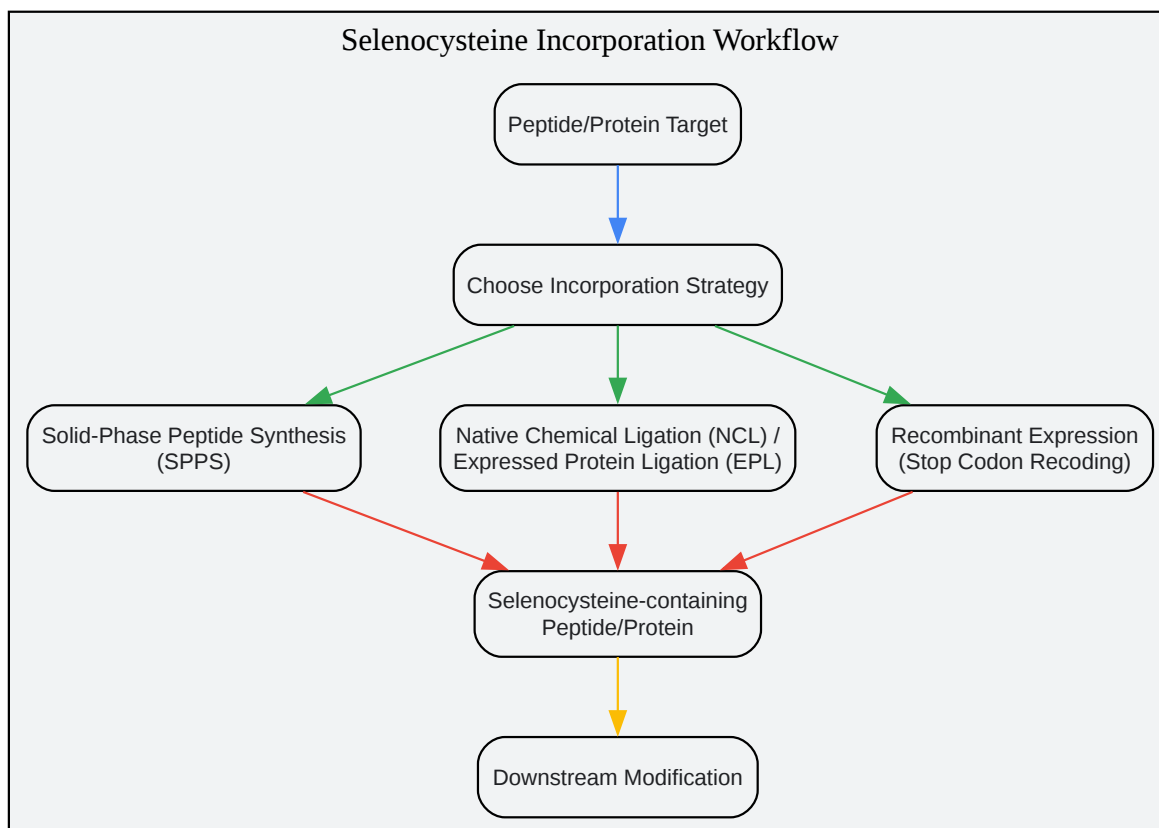 Selenocysteine Incorporation Workflow
Peptide/Protein Target
Choose Incorporation Strategy
Solid-Phase Peptide Synthesis
(SPPS)
Native Chemical Ligation (NCL) /
Expressed Protein Ligation (EPL)
Recombinant Expression
(Stop Codon Recoding)
Selenocysteine-containing
Peptide/Protein
Downstream Modification